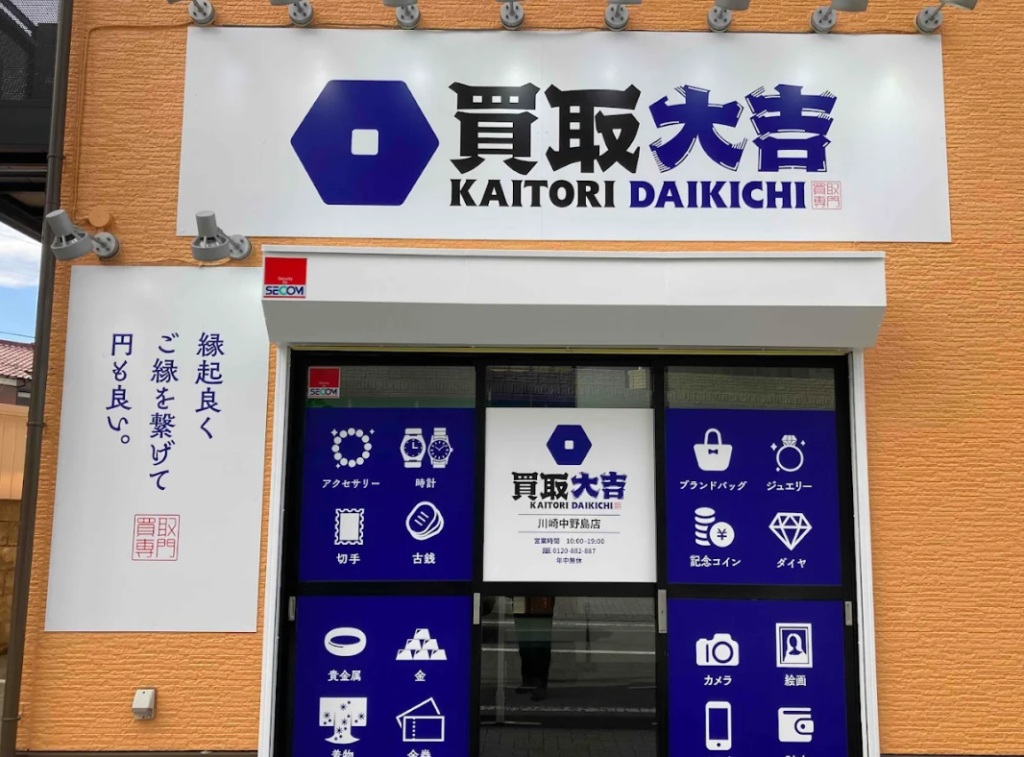 買取大吉
KAITORI DAIKICHI
買取
専門
SECOM
縁起良く
ご縁を繋げて
円も良い。
買取
専門
SECOM
アクセサリー
時計
切手
古銭
買取大吉
KAITORI DAIKICHI
川崎中野島店
営業時間 10:00-19:00
0120-882-887
年中無休
ブランドバッグ
ジュエリー
記念コイン
ダイヤ
貴金属
金
着物
金券
カメラ
絵画